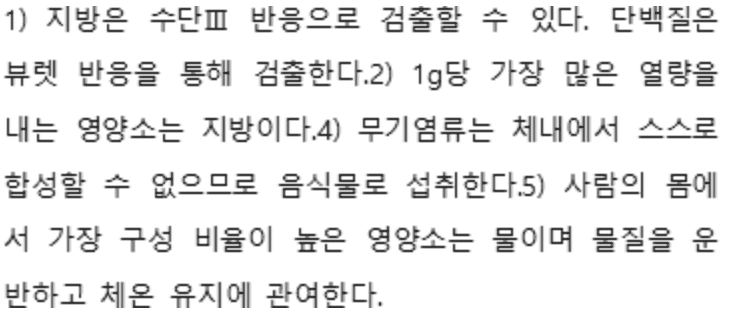 1) 지방은 수단Ⅲ 반응으로 검출할 수 있다. 단백질은
뷰렛 반응을 통해 검출한다.2) 1g당 가장 많은 열량을
내는 영양소는 지방이다.4) 무기염류는 체내에서 스스로
합성할 수 없으므로 음식물로 섭취한다.5) 사람의 몸에
서 가장 구성 비율이 높은 영양소는 물이며 물질을 운
반하고 체온 유지에 관여한다.